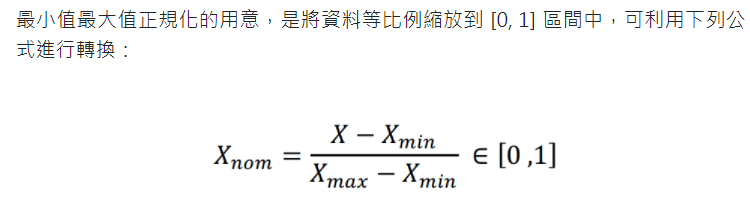 最小值最大值正規化的用意，是將資料等比例縮放到 [0, 1] 區間中，可利用下列公
式進行轉換：
X_nom = (X − X_min) / (X_max − X_min) ∈ [0 ,1]